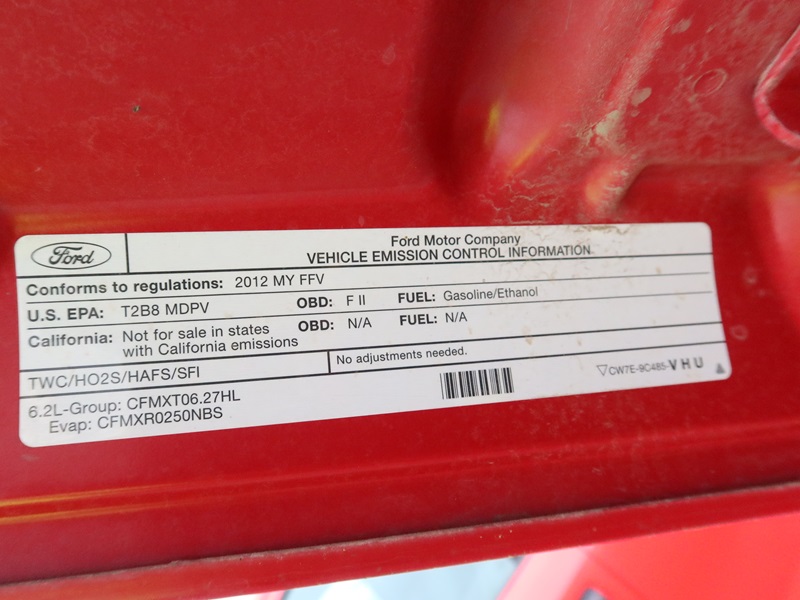 Ford
Ford Motor Company
VEHICLE EMISSION CONTROL INFORMATION
Conforms to regulations: 2012 MY FFV
U.S. EPA: T2B8 MDPV OBD: F II FUEL: Gasoline/Ethanol
California: Not for sale in states with California emissions OBD: N/A FUEL: N/A
TWC/HO2S/HAFS/SFI
No adjustments needed.
6.2L-Group: CFMXT06.27HL
Evap: CFMXR0250NBS
CW7E-9C485-VHU